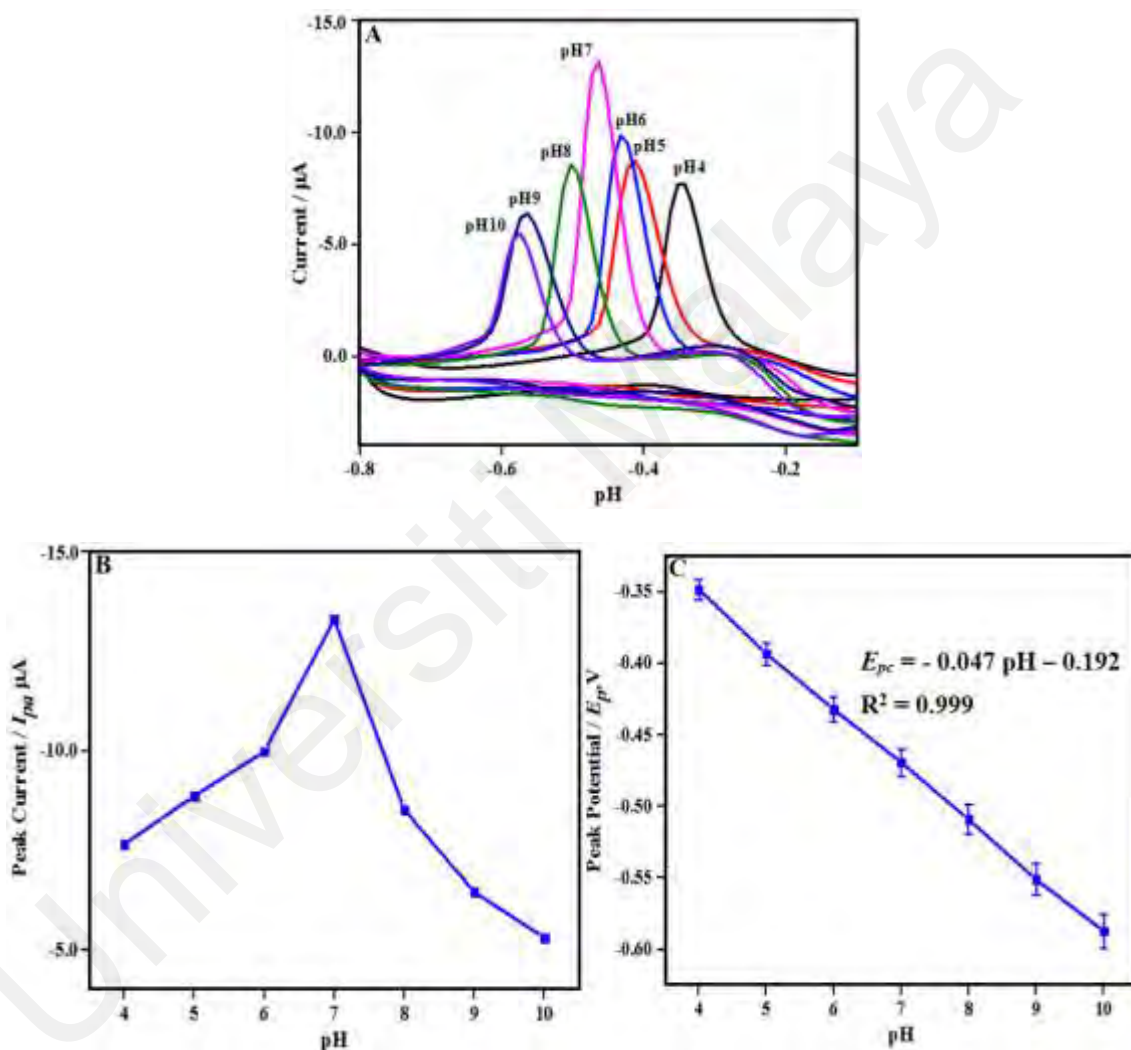 -15.0
A
pH7
-10.0
pH6
pH8
pH5
pH4
pH9
-5.0
pH10
Current / µA
0.0
-0.8
-0.6
-0.4
-0.2
pH
-15.0
B
-10.0
-5.0
Peak Current / Ipa µA
4
5
6
7
8
9
10
pH
C
-0.35
-0.40
-0.45
-0.50
-0.55
-0.60
Epc = - 0.047 pH – 0.192
R² = 0.999
Peak Potential / Ep,V
4
5
6
7
8
9
10
pH
Universiti Malaya